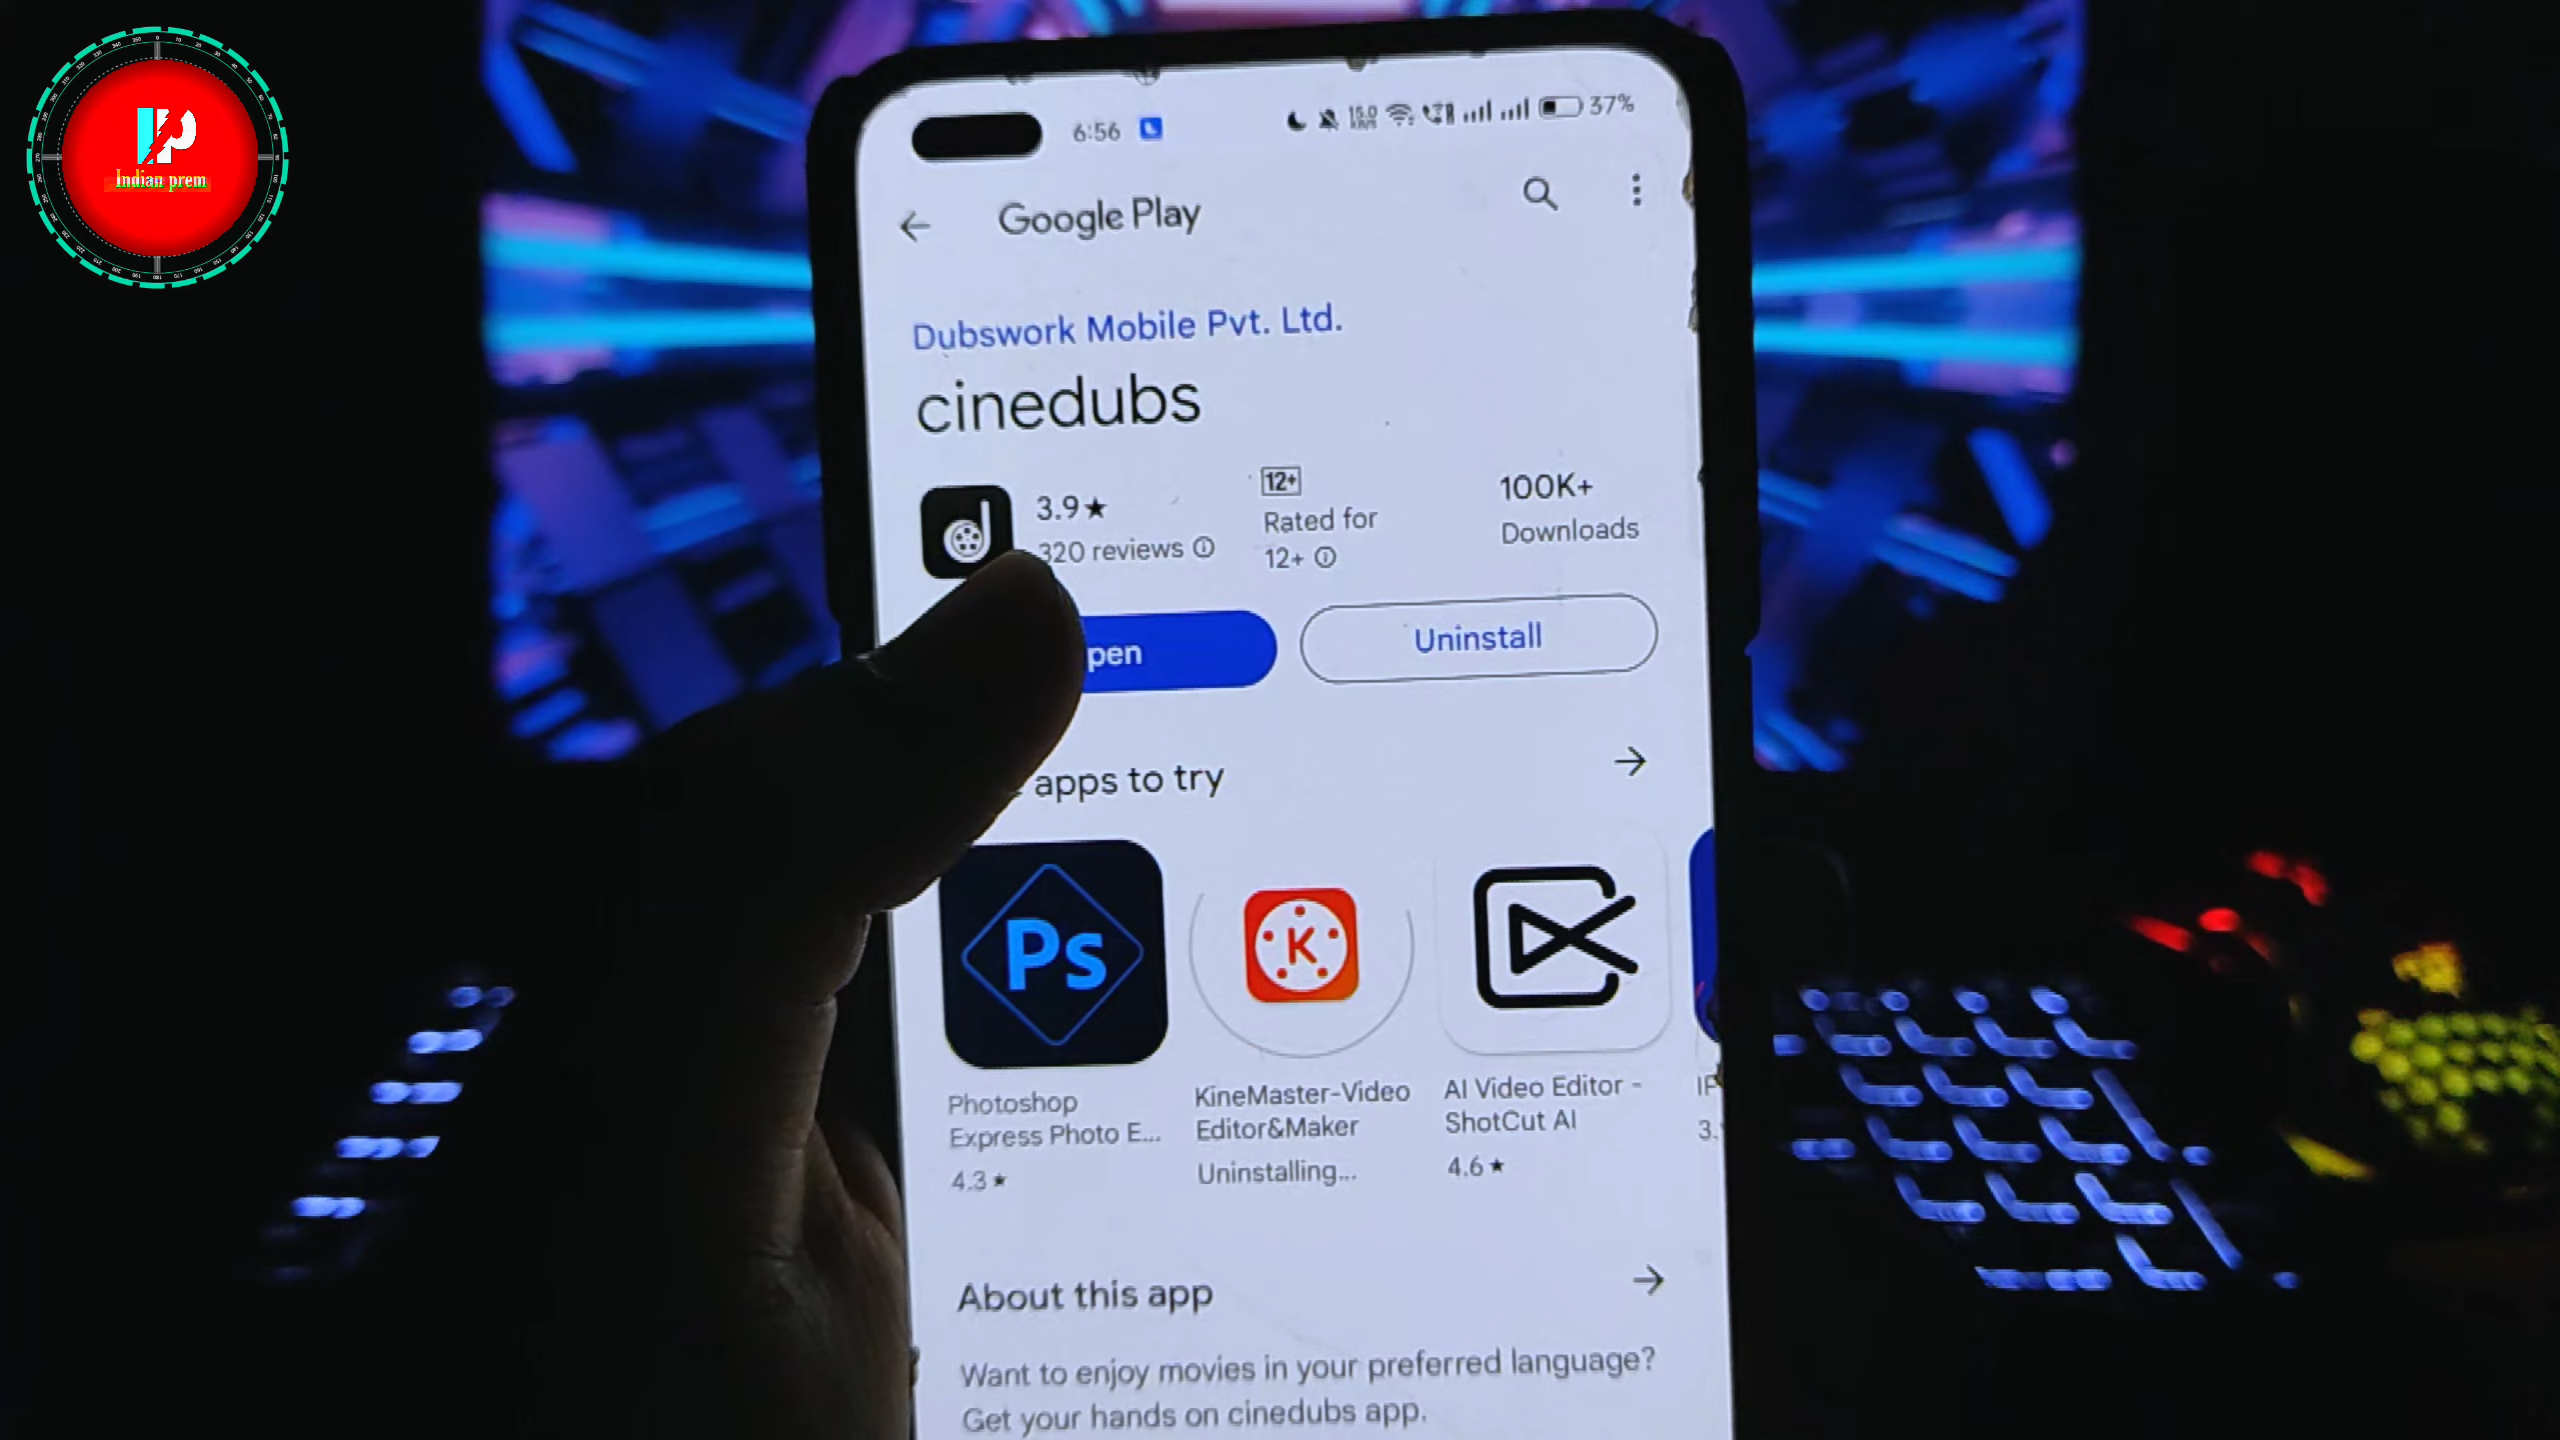 Indian prem
6:56
37%
Google Play
Dubswork Mobile Pvt. Ltd.
cinedubs
3.9★
320 reviews
12+
Rated for
12+
100K+
Downloads
pen
Uninstall
apps to try
Ps
K
Photoshop
Express Photo E...
4.3★
KineMaster-Video
Editor&Maker
Uninstalling...
AI Video Editor -
ShotCut AI
4.6★
About this app
Want to enjoy movies in your preferred language?
Get your hands on cinedubs app.